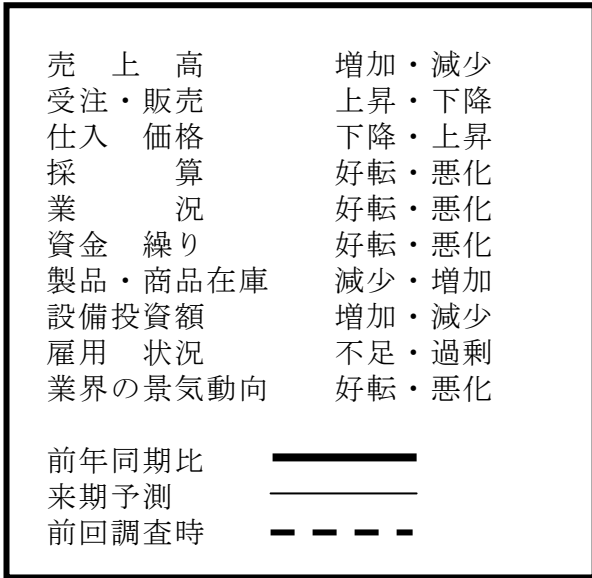 売　上　高　　　　増加・減少
受注・販売　　　　上昇・下降
仕入　価格　　　　下降・上昇
採　　　算　　　　好転・悪化
業　　　況　　　　好転・悪化
資金　繰り　　　　好転・悪化
製品・商品在庫　　減少・増加
設備投資額　　　　増加・減少
雇用　状況　　　　不足・過剰
業界の景気動向　　好転・悪化
前年同期比
来期予測
前回調査時